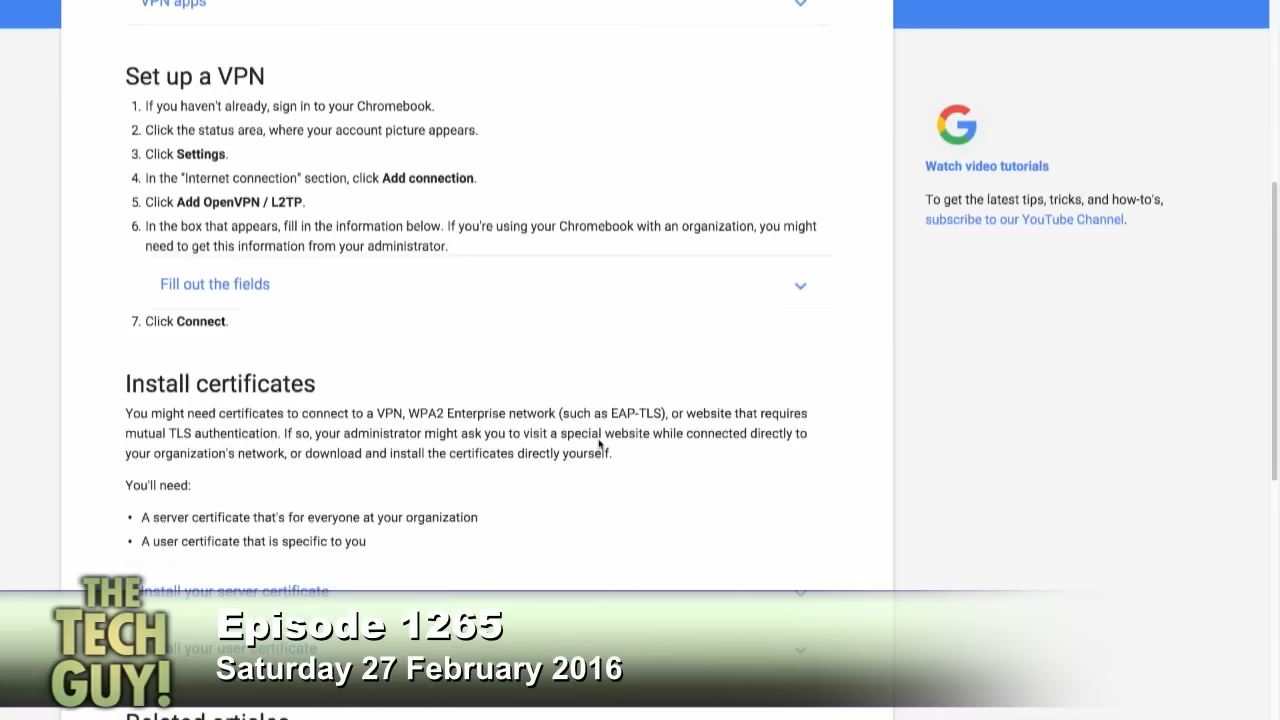 VPN apps
Set up a VPN
1. If you haven't already, sign in to your Chromebook.
2. Click the status area, where your account picture appears.
3. Click Settings.
4. In the "Internet connection" section, click Add connection.
5. Click Add OpenVPN / L2TP.
6. In the box that appears, fill in the information below. If you're using your Chromebook with an organization, you might
need to get this information from your administrator.
Fill out the fields
7. Click Connect.
Install certificates
You might need certificates to connect to a VPN, WPA2 Enterprise network (such as EAP-TLS), or website that requires
mutual TLS authentication. If so, your administrator might ask you to visit a special website while connected directly to
your organization's network, or download and install the certificates directly yourself.
You'll need:
• A server certificate that's for everyone at your organization
• A user certificate that is specific to you
Install your server certificate
your user certificate
Related articles
Watch video tutorials
To get the latest tips, tricks, and how-to's,
subscribe to our YouTube Channel.
THE
TECH
GUY!
Episode 1265
Saturday 27 February 2016